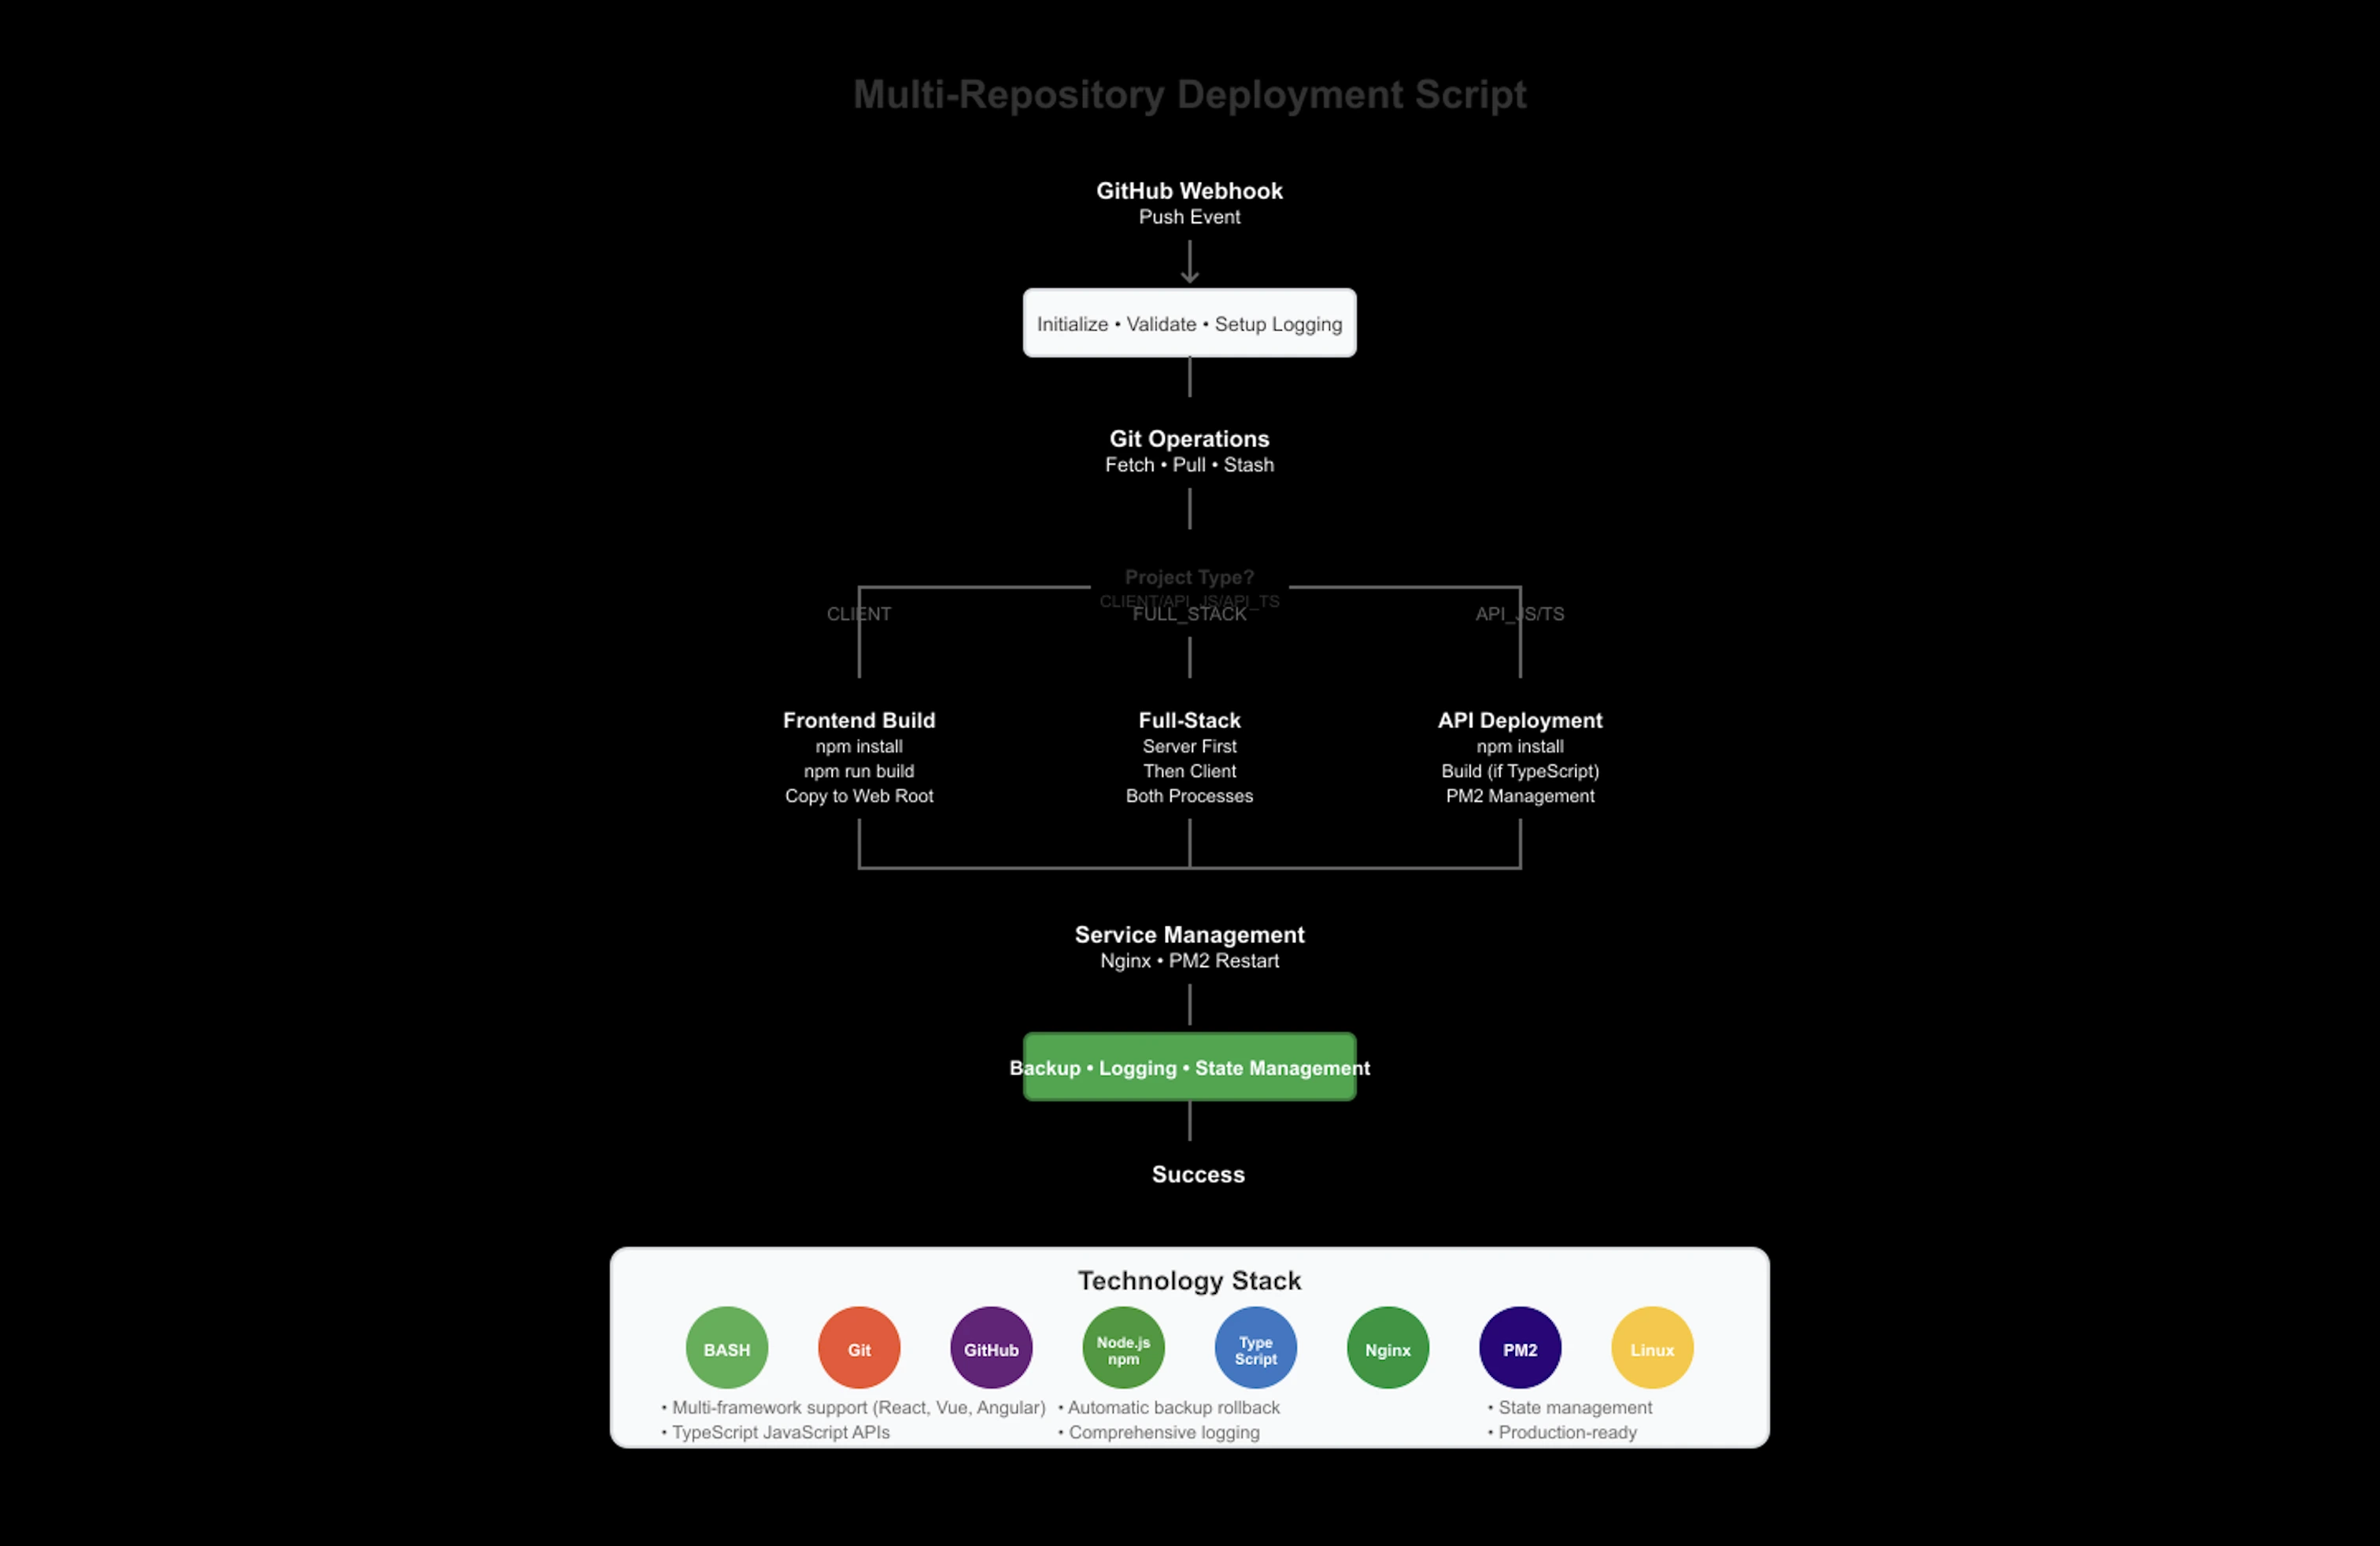 Multi-Repository Deployment Script
GitHub Webhook
Push Event
Initialize • Validate • Setup Logging
Git Operations
Fetch • Pull • Stash
Project Type?
CLIENT/API_JS/API_TS
CLIENT
FULL_STACK
API_JS/TS
Frontend Build
npm install
npm run build
Copy to Web Root
Full-Stack
Server First
Then Client
Both Processes
API Deployment
npm install
Build (if TypeScript)
PM2 Management
Service Management
Nginx • PM2 Restart
Backup • Logging • State Management
Success
Technology Stack
BASH
Git
GitHub
Node.js
npm
Type
Script
Nginx
PM2
Linux
• Multi-framework support (React, Vue, Angular)
• TypeScript JavaScript APIs
• Automatic backup rollback
• Comprehensive logging
• State management
• Production-ready